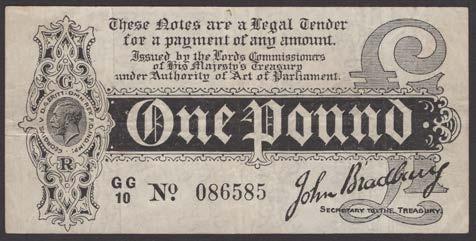 These Notes are a Legal Tender
for a payment of any amount.
Issued by the Lords Commissioners
of His Majesty's Treasury
under Authority of Act of Parliament.
£1
G
R
One Pound
GG
10
No. 086585
John Bradbury
SECRETARY TO THE TREASURY.